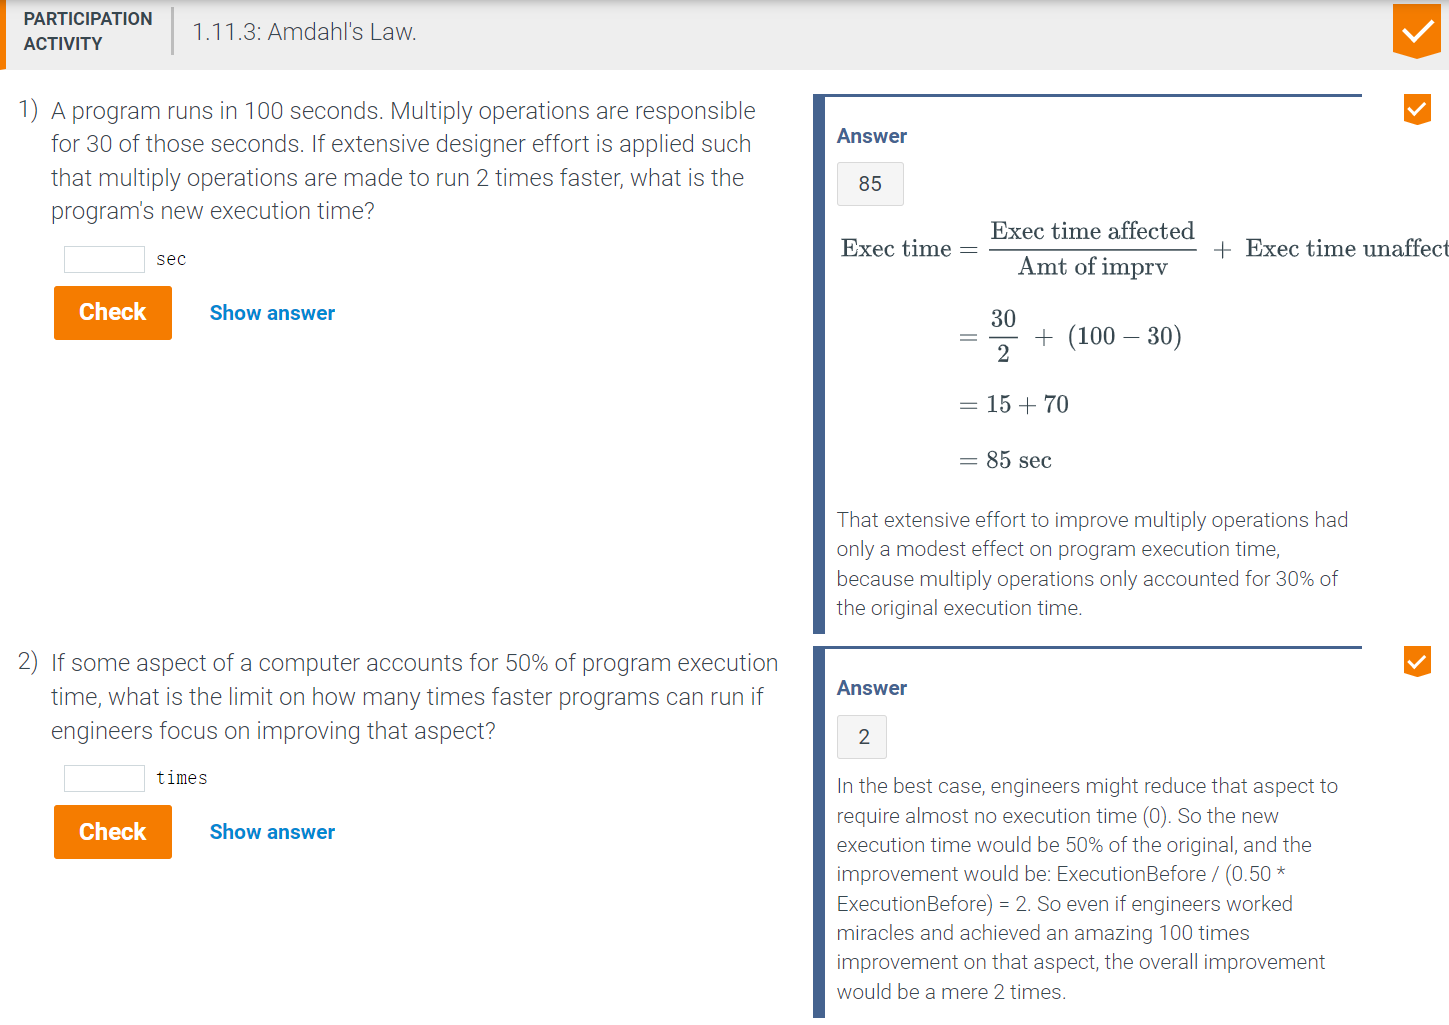 PARTICIPATION
ACTIVITY
1.11.3: Amdahl's Law.
1) A program runs in 100 seconds. Multiply operations are responsible
for 30 of those seconds. If extensive designer effort is applied such
that multiply operations are made to run 2 times faster, what is the
program's new execution time?
sec
Check Show answer
Answer
85
Exec time = Exec time affected / Amt of imprv + Exec time unaffect
= 30 / 2 + (100 − 30)
= 15 + 70
= 85 sec
That extensive effort to improve multiply operations had
only a modest effect on program execution time,
because multiply operations only accounted for 30% of
the original execution time.
2) If some aspect of a computer accounts for 50% of program execution
time, what is the limit on how many times faster programs can run if
engineers focus on improving that aspect?
times
Check Show answer
Answer
2
In the best case, engineers might reduce that aspect to
require almost no execution time (0). So the new
execution time would be 50% of the original, and the
improvement would be: ExecutionBefore / (0.50 *
ExecutionBefore) = 2. So even if engineers worked
miracles and achieved an amazing 100 times
improvement on that aspect, the overall improvement
would be a mere 2 times.